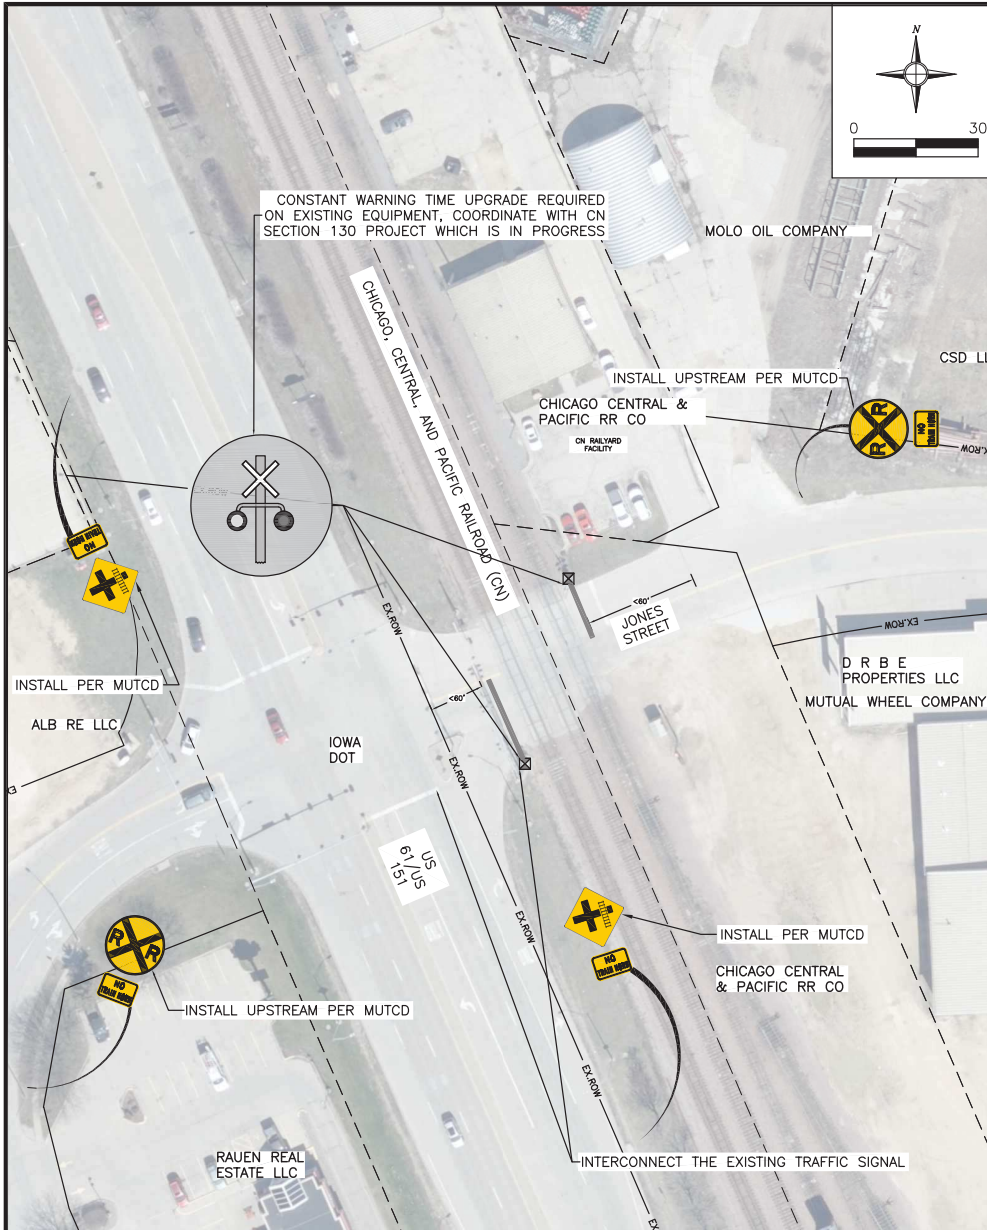 N
0 30
CONSTANT WARNING TIME UPGRADE REQUIRED
ON EXISTING EQUIPMENT, COORDINATE WITH CN
SECTION 130 PROJECT WHICH IS IN PROGRESS
MOLO OIL COMPANY
CHICAGO, CENTRAL, AND PACIFIC RAILROAD (CN)
CSD LL
INSTALL UPSTREAM PER MUTCD
CHICAGO CENTRAL &
PACIFIC RR CO
CN RAILYARD
FACILITY
R R
NO
TRAIN HORN
EX.ROW
NO
TRAIN HORN
<60'
JONES
STREET
EX.ROW
EX.ROW
INSTALL PER MUTCD
D R B E
PROPERTIES LLC
MUTUAL WHEEL COMPANY
<60'
ALB RE LLC
IOWA
DOT
EX.ROW
US
61/US
151
EX.ROW
R R
INSTALL PER MUTCD
NO
TRAIN HORN
CHICAGO CENTRAL
& PACIFIC RR CO
NO
TRAIN HORN
INSTALL UPSTREAM PER MUTCD
EX.ROW
RAUEN REAL
ESTATE LLC
INTERCONNECT THE EXISTING TRAFFIC SIGNAL
EX